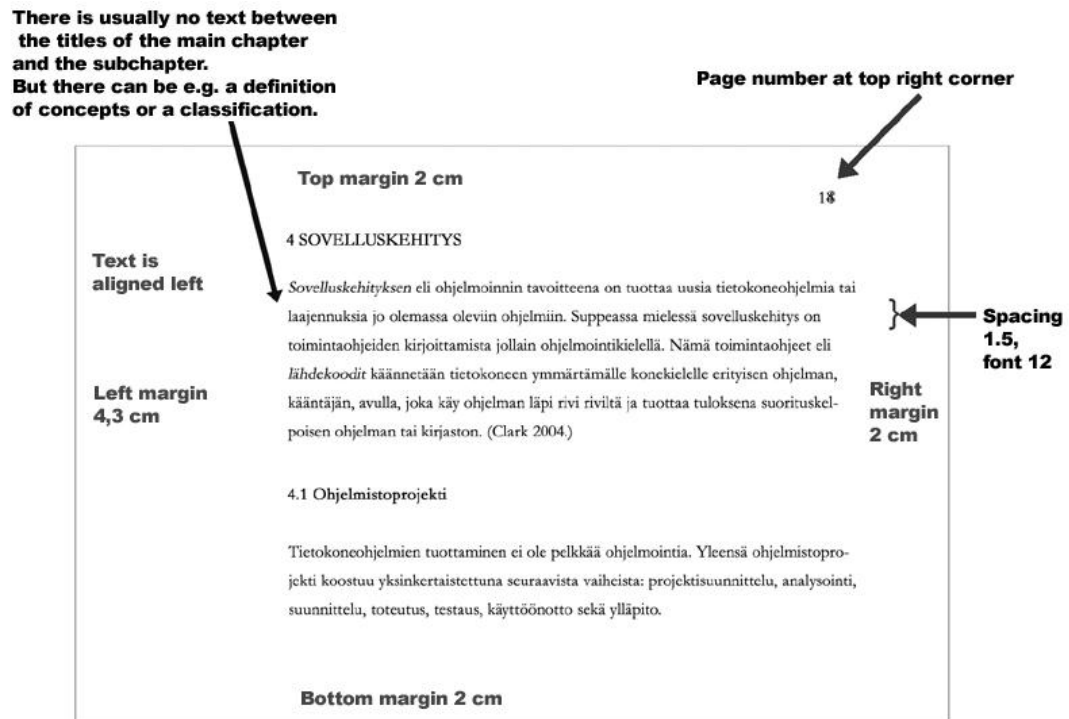 There is usually no text between
the titles of the main chapter
and the subchapter.
But there can be e.g. a definition
of concepts or a classification.
Page number at top right corner
Top margin 2 cm
18
4 SOVELLUSKEHITYS
Text is
aligned left
Sovelluskehityksen eli ohjelmoinnin tavoitteena on tuottaa uusia tietokoneohjelmia tai
laajennuksia jo olemassa oleviin ohjelmiin. Suppeassa mielessä sovelluskehitys on
toimintaohjeiden kirjoittamista jollain ohjelmointikielellä. Nämä toimintaohjeet eli
lähdekoodit käännetään tietokoneen ymmärtämälle konekielelle erityisen ohjelman,
kääntäjän, avulla, joka käy ohjelman läpi rivi riviltä ja tuottaa tuloksena suorituskel-
poisen ohjelman tai kirjaston. (Clark 2004.)
Spacing
1.5,
font 12
Left margin
4,3 cm
Right
margin
2 cm
4.1 Ohjelmistoprojekti
Tietokoneohjelmien tuottaminen ei ole pelkkää ohjelmointia. Yleensä ohjelmistopro-
jekti koostuu yksinkertaistettuna seuraavista vaiheista: projektisuunnittelu, analysointi,
suunnittelu, toteutus, testaus, käyttöönotto sekä ylläpito.
Bottom margin 2 cm